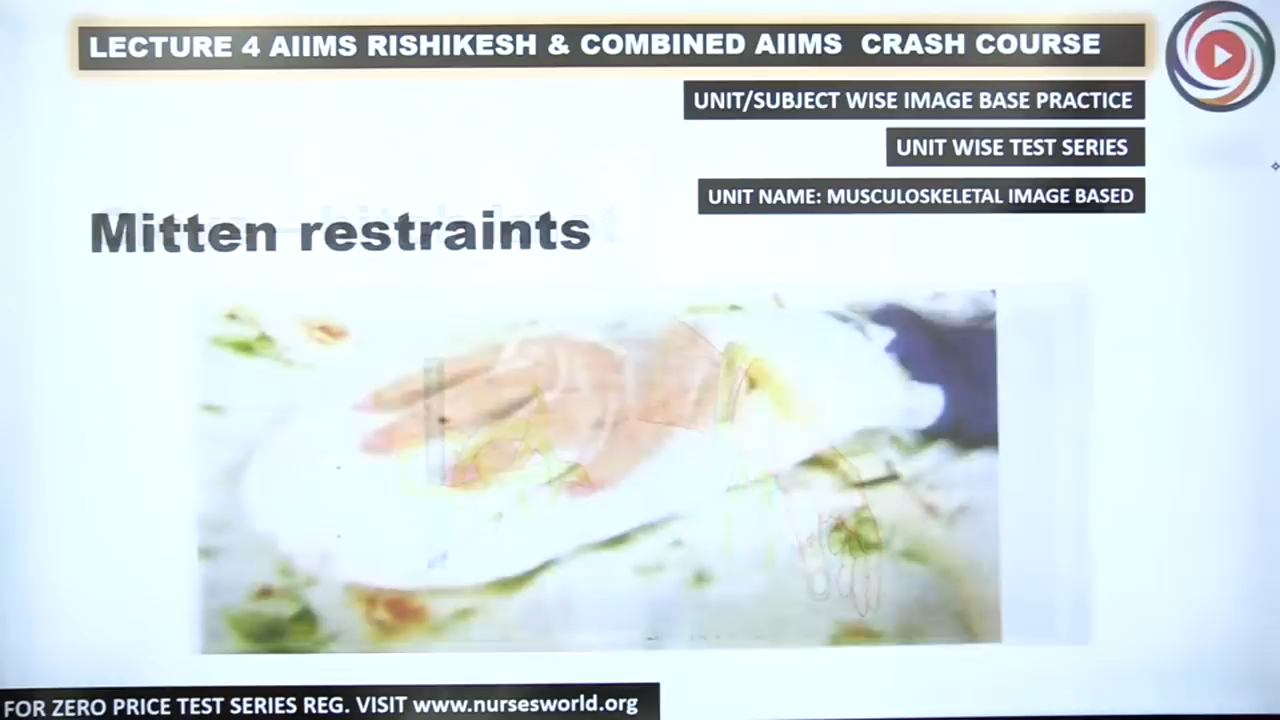 LECTURE 4 AIIMS RISHIKESH & COMBINED AIIMS CRASH COURSE
UNIT/SUBJECT WISE IMAGE BASE PRACTICE
UNIT WISE TEST SERIES
UNIT NAME: MUSCULOSKELETAL IMAGE BASED
Mitten restraints
FOR ZERO PRICE TEST SERIES REG. VISIT www.nursesworld.org